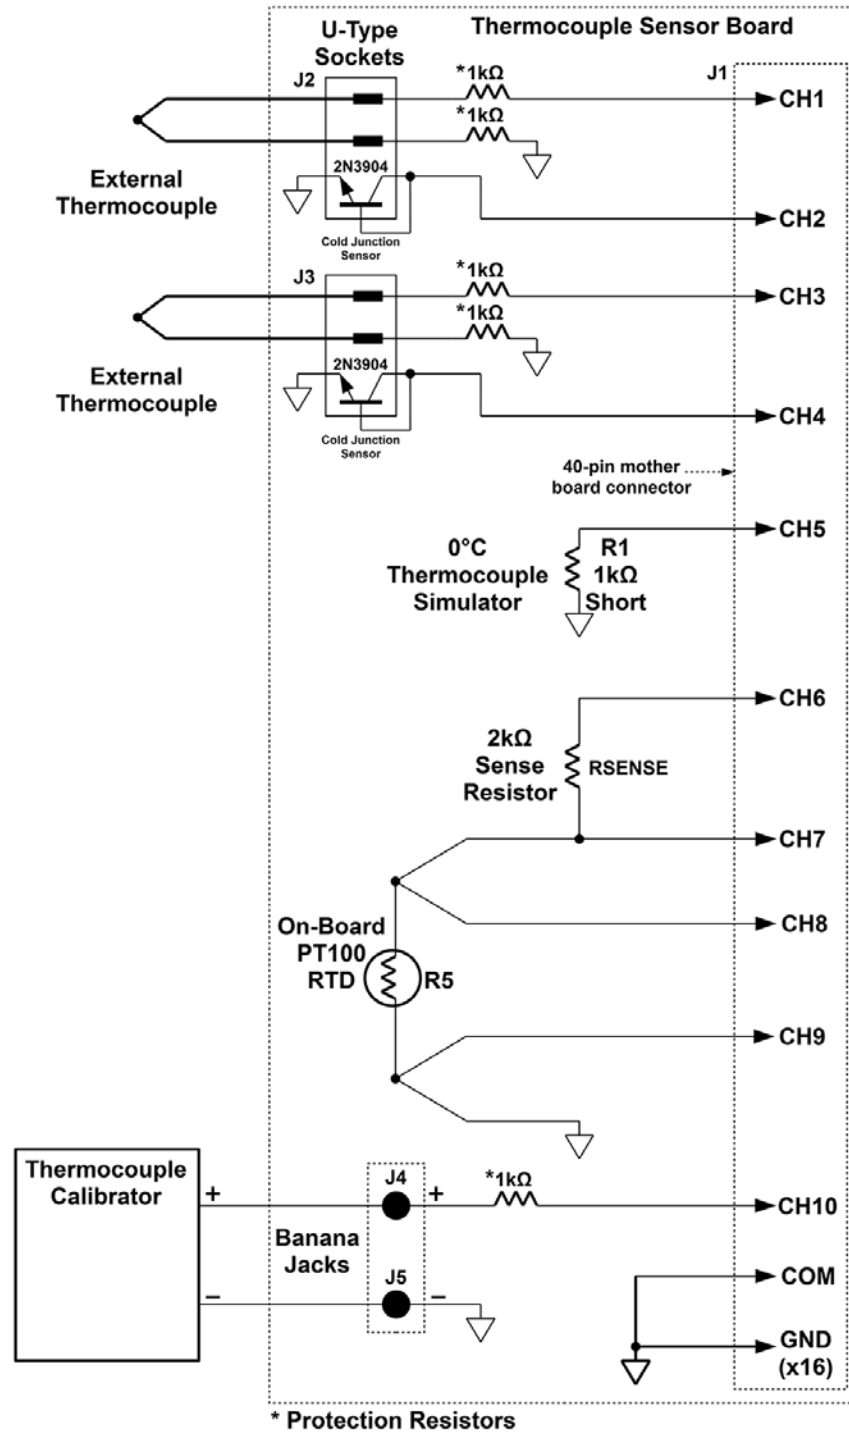 Thermocouple Sensor Board
U-Type
Sockets
J2
*1kΩ
J1
CH1
*1kΩ
2N3904
External
Thermocouple
CH2
Cold Junction
Sensor
J3
*1kΩ
CH3
*1kΩ
2N3904
External
Thermocouple
CH4
Cold Junction
Sensor
40-pin mother
board connector
CH5
0°C
Thermocouple
Simulator
R1
1kΩ
Short
CH6
2kΩ
Sense
Resistor
RSENSE
CH7
CH8
On-Board
PT100
RTD
R5
CH9
Thermocouple
Calibrator
+
J4
+
*1kΩ
CH10
Banana
Jacks
J5
–
–
COM
GND
(x16)
* Protection Resistors